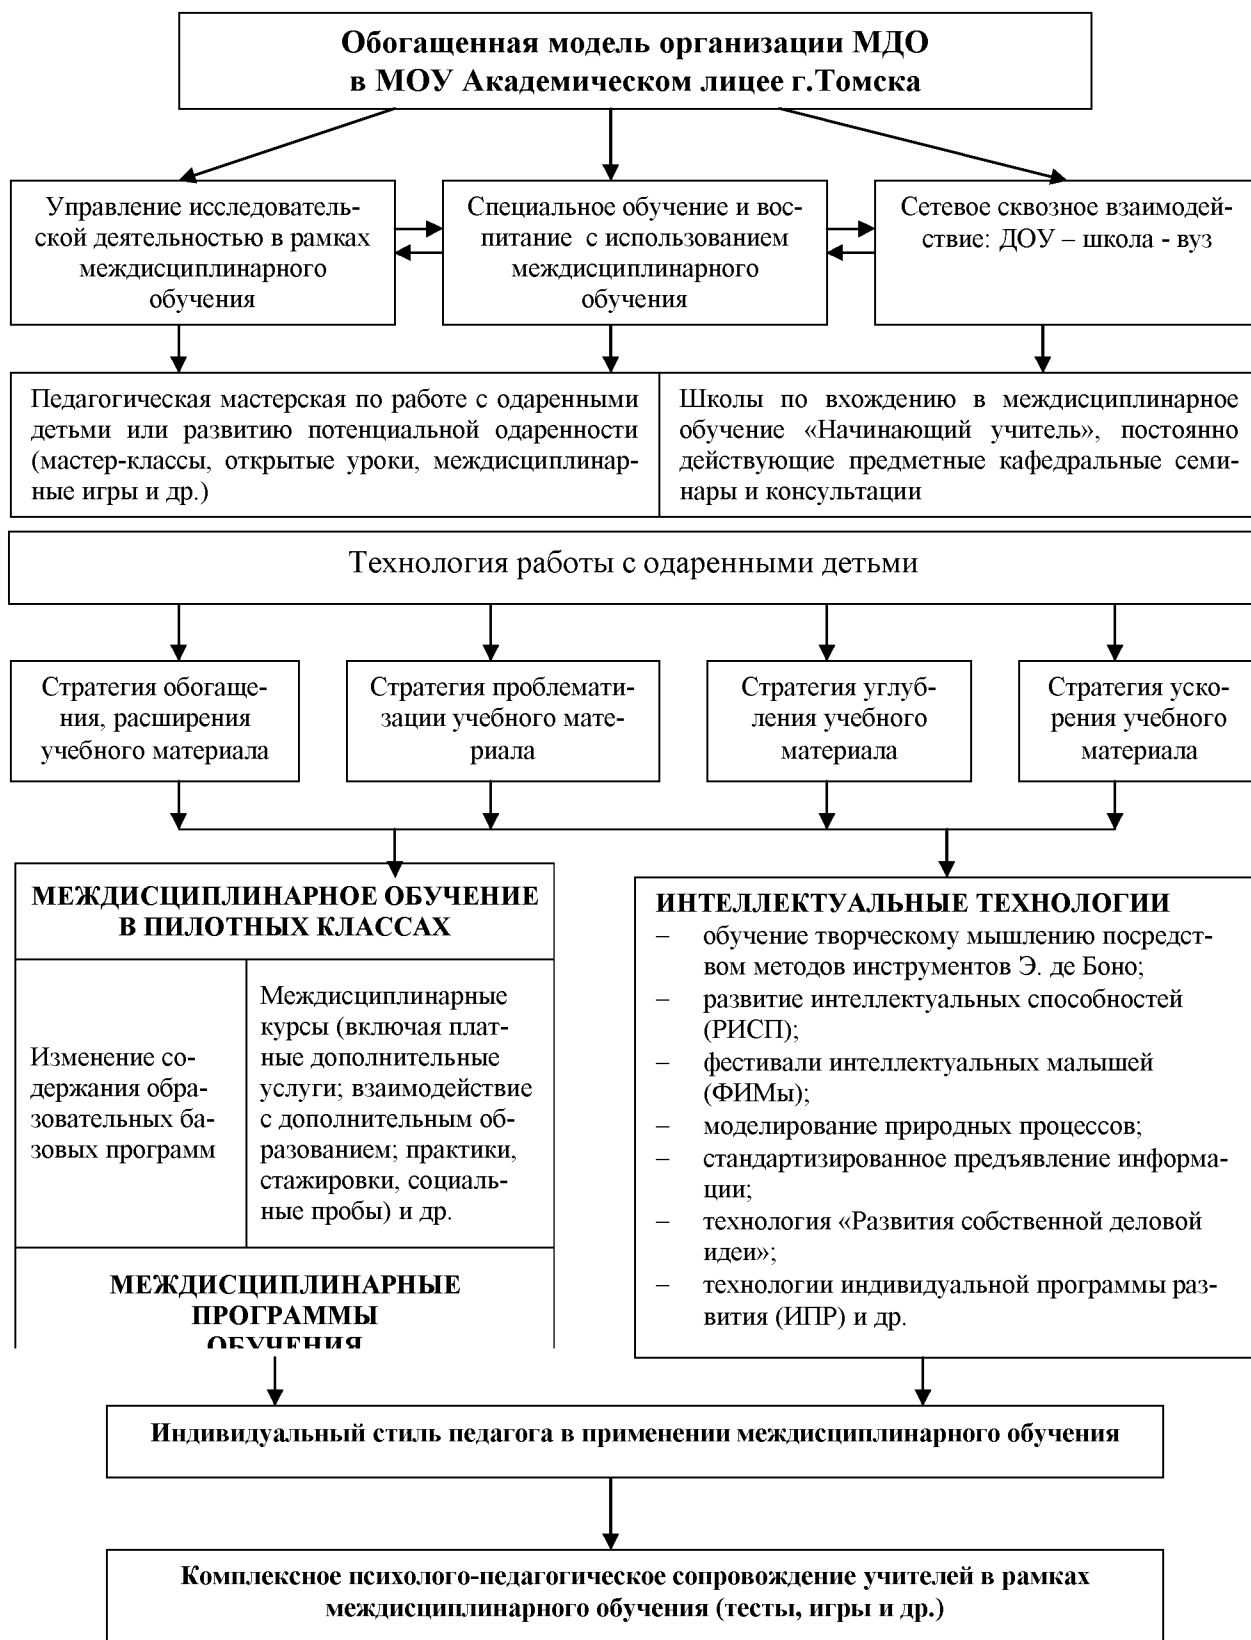 Обогащенная модель организации МДО
в МОУ Академическом лицее г.Томска
Управление исследователь-
ской деятельностью в рамках
междисциплинарного
обучения
Специальное обучение и вос-
питание с использованием
междисциплинарного
обучения
Сетевое сквозное взаимодей-
ствие: ДОУ – школа - вуз
Педагогическая мастерская по работе с одаренными
детьми или развитию потенциальной одаренности
(мастер-классы, открытые уроки, междисциплинар-
ные игры и др.)
Школы по вхождению в междисциплинарное
обучение «Начинающий учитель», постоянно
действующие предметные кафедральные семи-
нары и консультации
Технология работы с одаренными детьми
Стратегия обогаще-
ния, расширения
учебного материала
Стратегия проблемати-
зации учебного мате-
риала
Стратегия углуб-
ления учебного
материала
Стратегия уско-
рения учебного
материала
МЕЖДИСЦИПЛИНАРНОЕ ОБУЧЕНИЕ
В ПИЛОТНЫХ КЛАССАХ
Изменение со-
держания обра-
зовательных ба-
зовых программ
Междисциплинарные
курсы (включая плат-
ные дополнительные
услуги; взаимодействие
с дополнительным об-
разованием; практики,
стажировки, социаль-
ные пробы) и др.
МЕЖДИСЦИПЛИНАРНЫЕ
ПРОГРАММЫ
ОБУЧЕНИЯ
ИНТЕЛЛЕКТУАЛЬНЫЕ ТЕХНОЛОГИИ
– обучение творческому мышлению посредст-
вом методов инструментов Э. де Боно;
– развитие интеллектуальных способностей
(РИСП);
– фестивали интеллектуальных малышей
(ФИМы);
– моделирование природных процессов;
– стандартизированное предъявление информа-
ции;
– технология «Развития собственной деловой
идеи»;
– технологии индивидуальной программы раз-
вития (ИПР) и др.
Индивидуальный стиль педагога в применении междисциплинарного обучения
Комплексное психолого-педагогическое сопровождение учителей в рамках
междисциплинарного обучения (тесты, игры и др.)